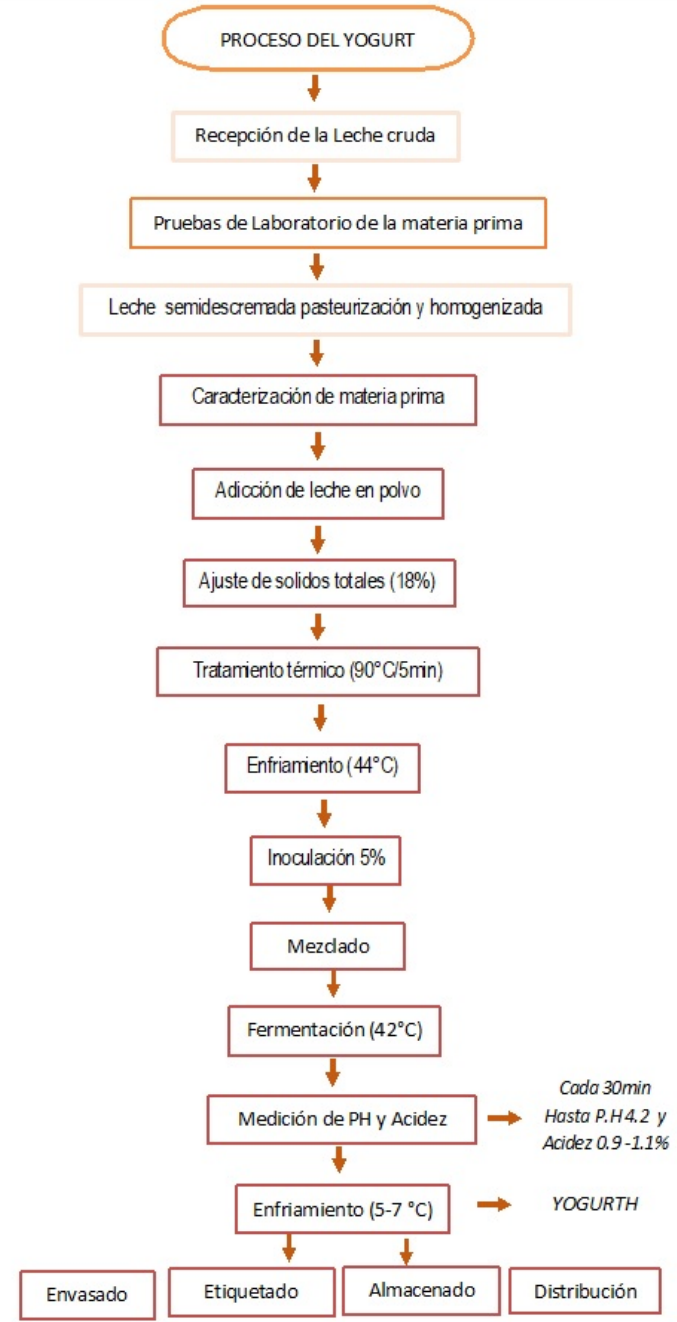 PROCESO DEL YOGURT
Recepción de la Leche cruda
Pruebas de Laboratorio de la materia prima
Leche semidescremada pasteurización y homogenizada
Caracterización de materia prima
Adicción de leche en polvo
Ajuste de solidos totales (18%)
Tratamiento térmico (90°C/5min)
Enfriamiento (44°C)
Inoculación 5%
Mezclado
Fermentación (42°C)
Medición de PH y Acidez
Cada 30min
Hasta P.H 4.2 y
Acidez 0.9 -1.1%
Enfriamiento (5-7 °C)
YOGURTH
Envasado
Etiquetado
Almacenado
Distribución